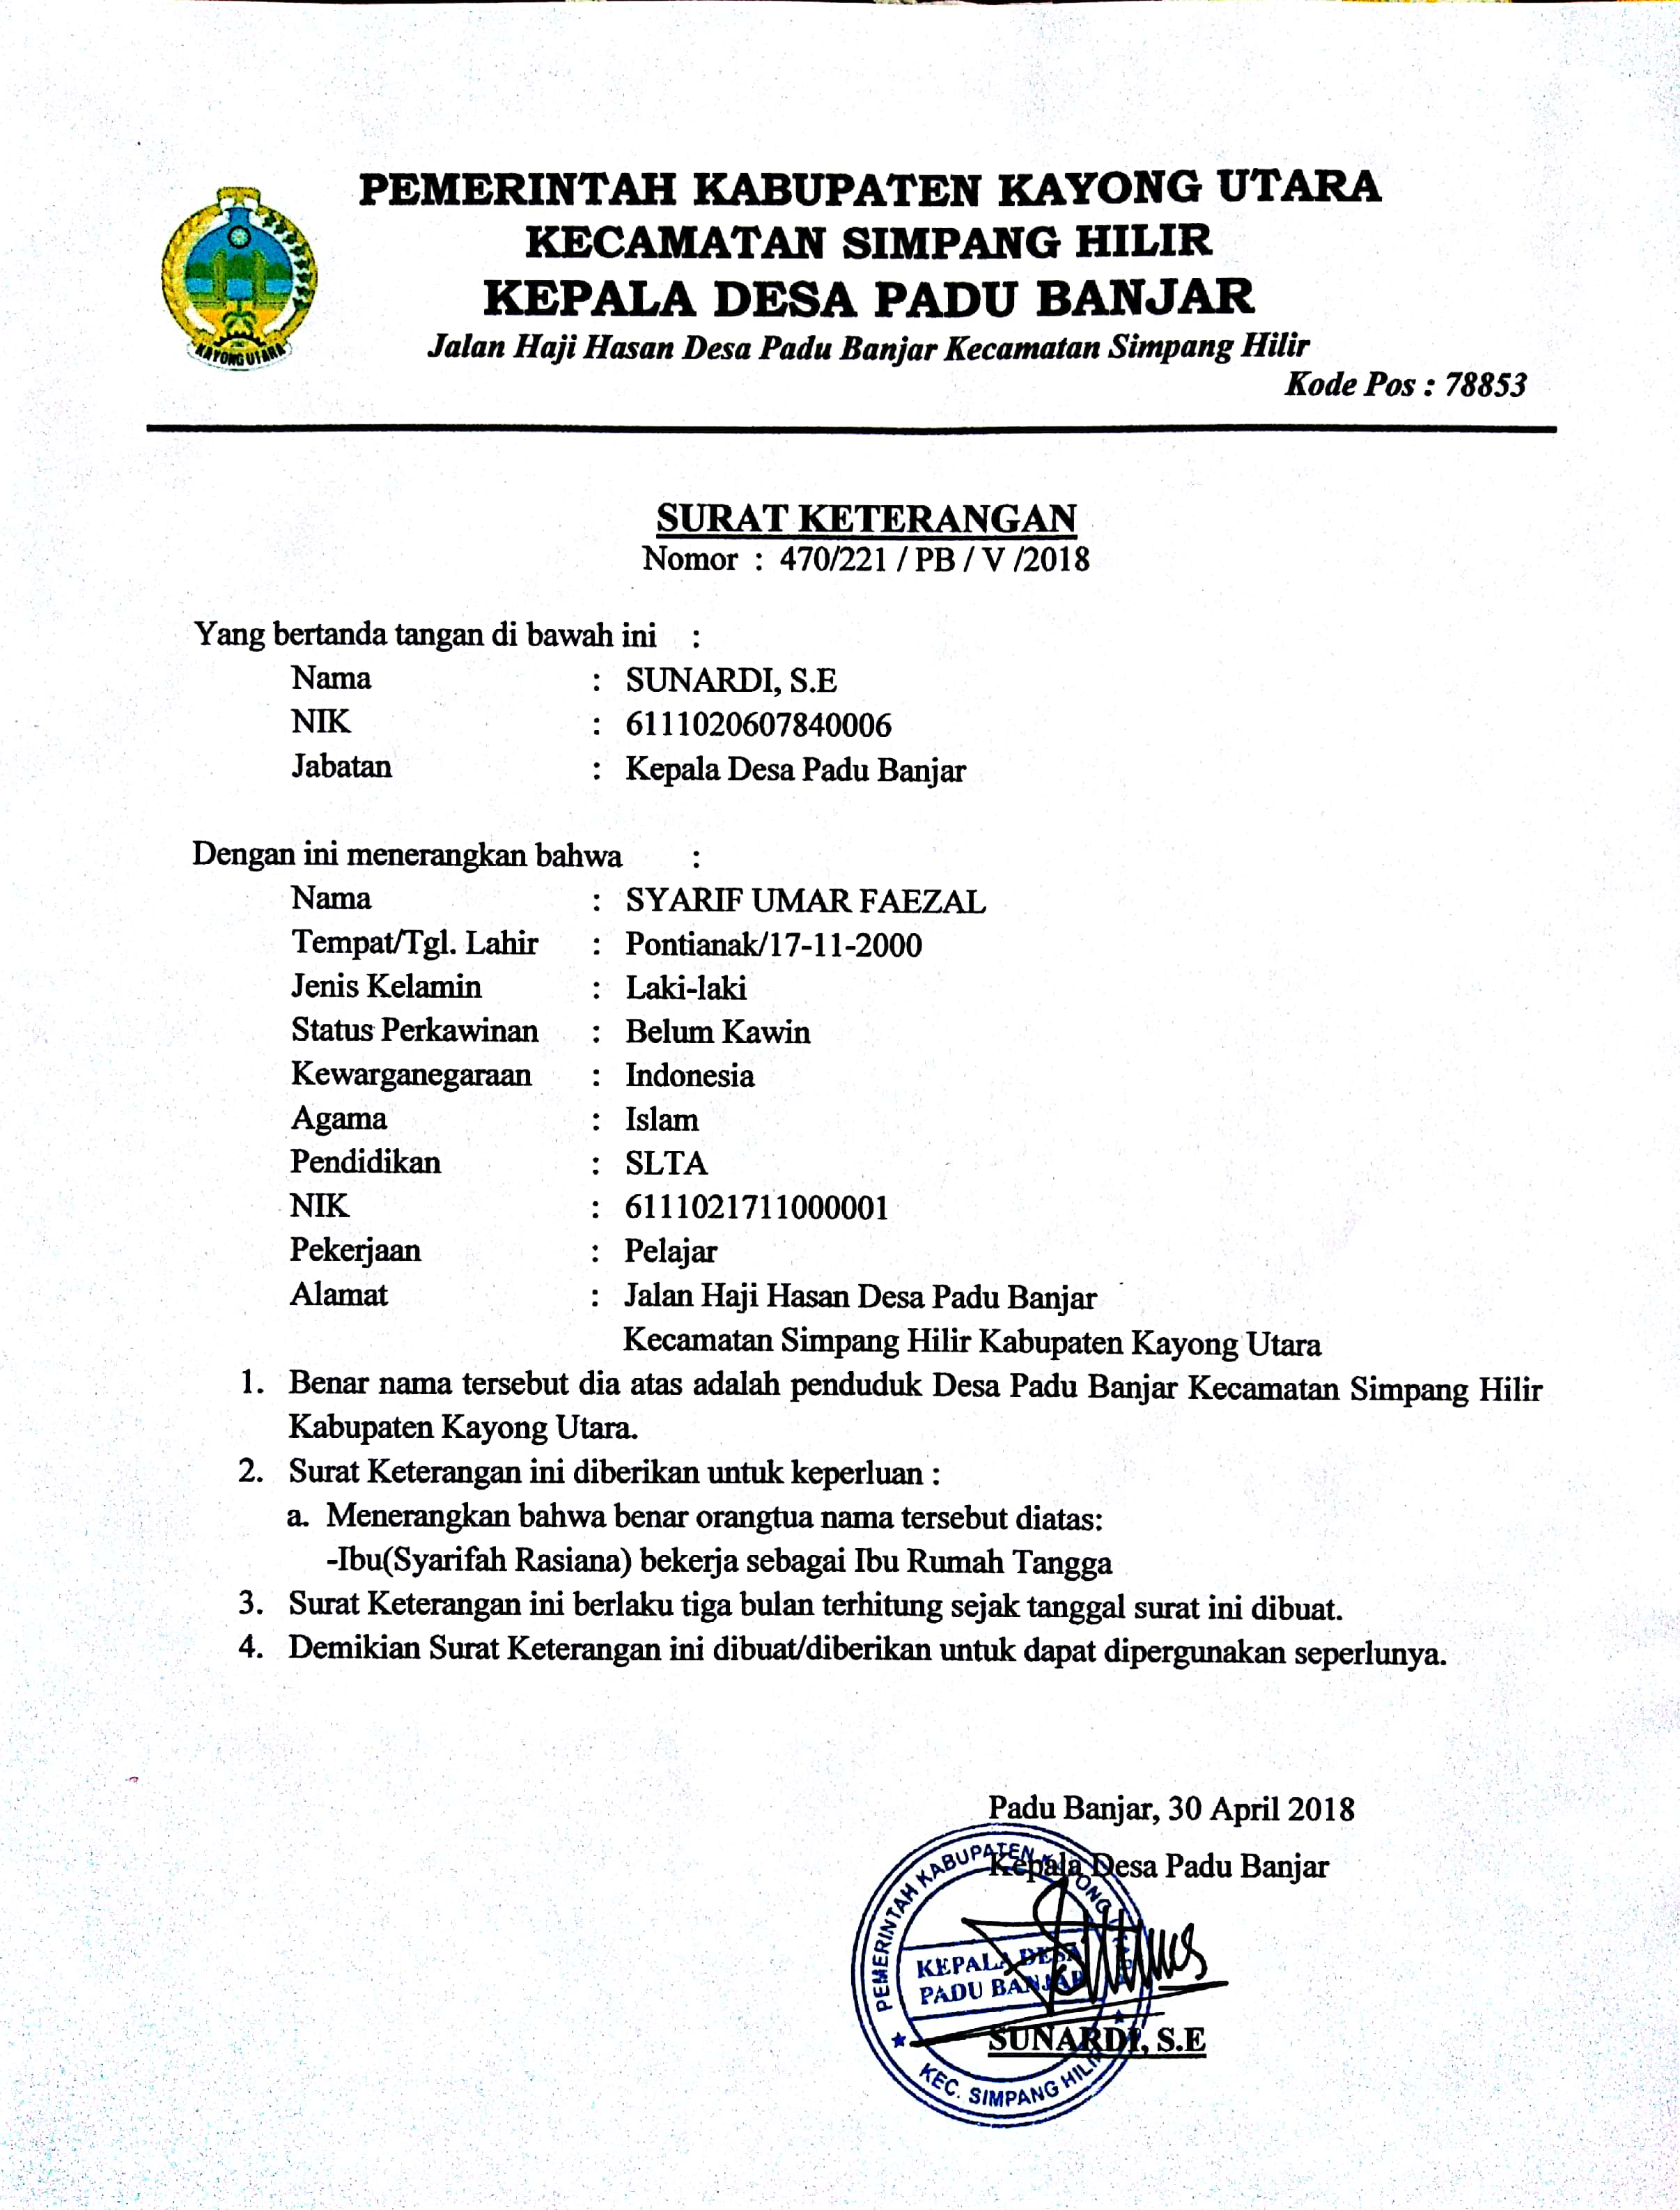 PEMERINTAH KABUPATEN KAYONG UTARA
KECAMATAN SIMPANG HILIR
KEPALA DESA PADU BANJAR
Jalan Haji Hasan Desa Padu Banjar Kecamatan Simpang Hilir
Kode Pos : 78853
KAYONG UTARA
SURAT KETERANGAN
Nomor : 470/221 / PB / V /2018
Yang bertanda tangan di bawah ini :
Nama : SUNARDI, S.E
NIK : 6111020607840006
Jabatan : Kepala Desa Padu Banjar
Dengan ini menerangkan bahwa :
Nama : SYARIF UMAR FAEZAL
Tempat/Tgl. Lahir : Pontianak/17-11-2000
Jenis Kelamin : Laki-laki
Status Perkawinan : Belum Kawin
Kewarganegaraan : Indonesia
Agama : Islam
Pendidikan : SLTA
NIK : 6111021711000001
Pekerjaan : Pelajar
Alamat : Jalan Haji Hasan Desa Padu Banjar
Kecamatan Simpang Hilir Kabupaten Kayong Utara
1. Benar nama tersebut dia atas adalah penduduk Desa Padu Banjar Kecamatan Simpang Hilir
Kabupaten Kayong Utara.
2. Surat Keterangan ini diberikan untuk keperluan :
a. Menerangkan bahwa benar orangtua nama tersebut diatas:
-Ibu(Syarifah Rasiana) bekerja sebagai Ibu Rumah Tangga
3. Surat Keterangan ini berlaku tiga bulan terhitung sejak tanggal surat ini dibuat.
4. Demikian Surat Keterangan ini dibuat/diberikan untuk dapat dipergunakan seperlunya.
Padu Banjar, 30 April 2018
Kepala Desa Padu Banjar
PEMERINTAH KABUPATEN KAYONG UTARA
KEPALA DESA
PADU BANJAR
KEC. SIMPANG HILIR
SUNARDI, S.E